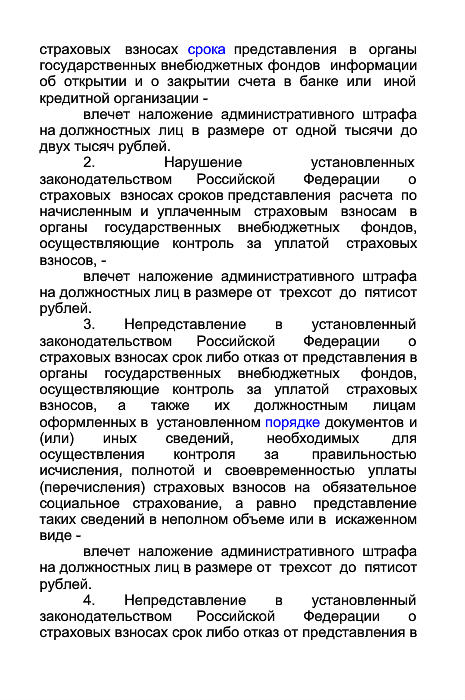 страховых взносах срока представления в органы
государственных внебюджетных фондов информации
об открытии и о закрытии счета в банке или иной
кредитной организации -
влечет наложение административного штрафа
на должностных лиц в размере от одной тысячи до
двух тысяч рублей.
2. Нарушение установленных
законодательством Российской Федерации о
страховых взносах сроков представления расчета по
начисленным и уплаченным страховым взносам в
органы государственных внебюджетных фондов,
осуществляющие контроль за уплатой страховых
взносов, -
влечет наложение административного штрафа
на должностных лиц в размере от трехсот до пятисот
рублей.
3. Непредставление в установленный
законодательством Российской Федерации о
страховых взносах срок либо отказ от представления в
органы государственных внебюджетных фондов,
осуществляющие контроль за уплатой страховых
взносов, а также их должностным лицам
оформленных в установленном порядке документов и
(или) иных сведений, необходимых для
осуществления контроля за правильностью
исчисления, полнотой и своевременностью уплаты
(перечисления) страховых взносов на обязательное
социальное страхование, а равно представление
таких сведений в неполном объеме или в искаженном
виде -
влечет наложение административного штрафа
на должностных лиц в размере от трехсот до пятисот
рублей.
4. Непредставление в установленный
законодательством Российской Федерации о
страховых взносах срок либо отказ от представления в